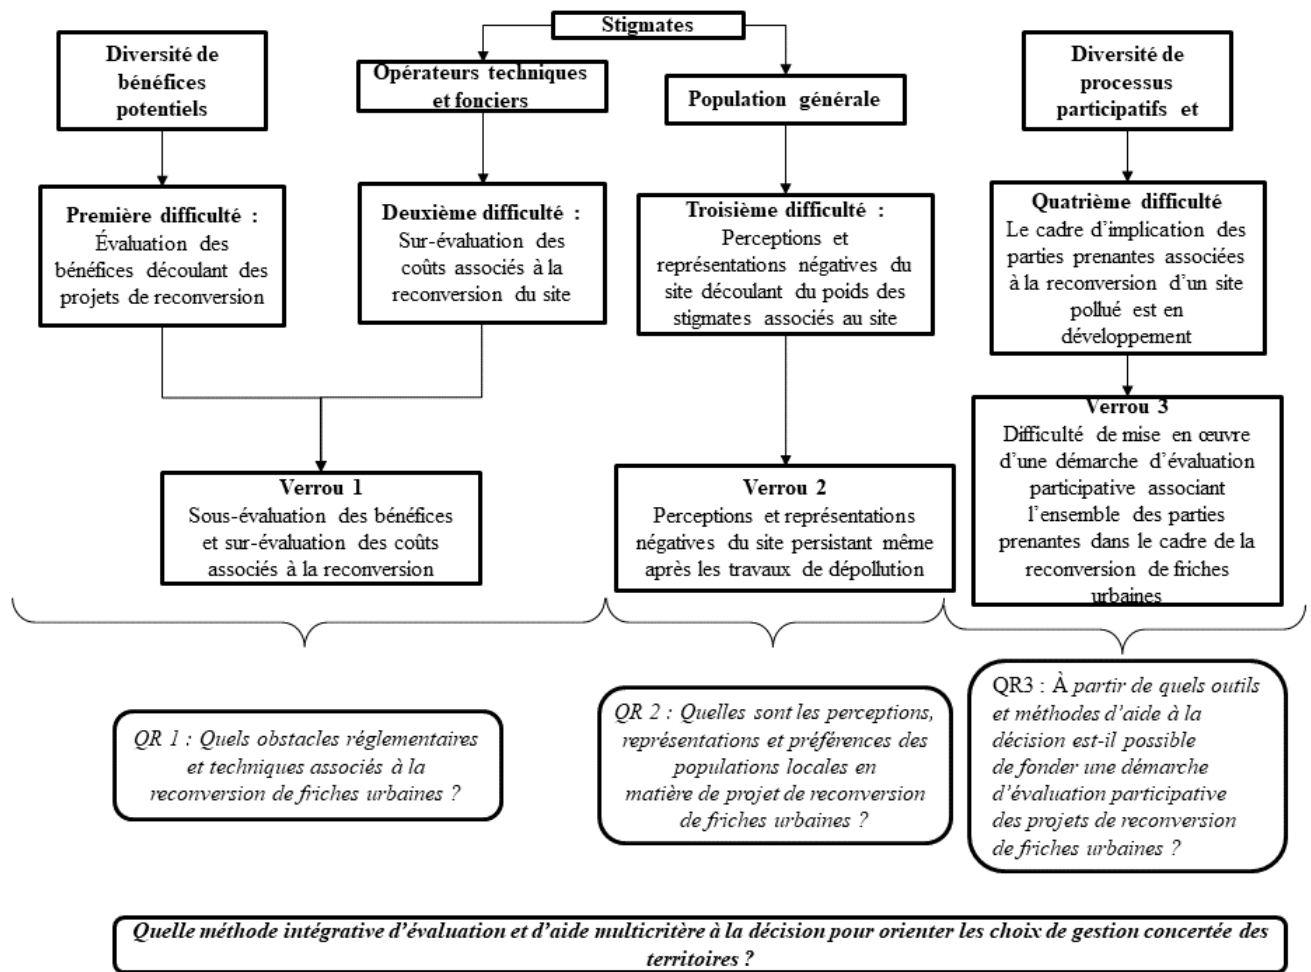 Stigmates
Diversité de
bénéfices
potentiels
Opérateurs techniques
et fonciers
Population générale
Diversité de
processus
participatifs et
Première difficulté :
Évaluation des
bénéfices découlant des
projets de reconversion
Deuxième difficulté :
Sur-évaluation des
coûts associés à la
reconversion du site
Troisième difficulté :
Perceptions et
représentations négatives du
site découlant du poids des
stigmates associés au site
Quatrième difficulté
Le cadre d’implication des
parties prenantes associées
à la reconversion d’un site
pollué est en
développement
Verrou 1
Sous-évaluation des bénéfices
et sur-évaluation des coûts
associés à la reconversion
Verrou 2
Perceptions et représentations
négatives du site persistant même
après les travaux de dépollution
Verrou 3
Difficulté de mise en œuvre
d’une démarche d’évaluation
participative associant
l’ensemble des parties
prenantes dans le cadre de la
reconversion de friches
urbaines
QR 1 : Quels obstacles réglementaires
et techniques associés à la
reconversion de friches urbaines ?
QR 2 : Quelles sont les perceptions,
représentations et préférences des
populations locales en
matière de projet de reconversion
de friches urbaines ?
QR3 : À partir de quels outils
et méthodes d’aide à la
décision est-il possible
de fonder une démarche
d’évaluation participative
des projets de reconversion
de friches urbaines ?
Quelle méthode intégrative d’évaluation et d’aide multicritère à la décision pour orienter les choix de gestion concertée des
territoires ?